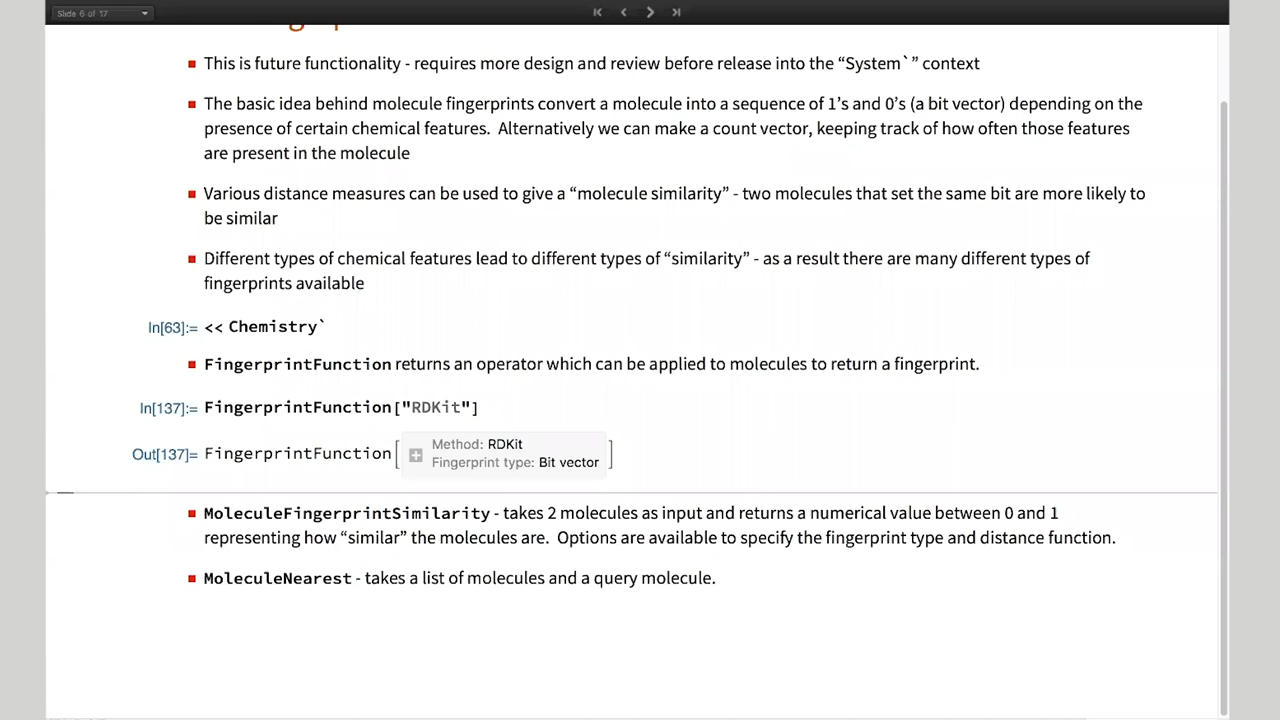 Slide 6 of 17
This is future functionality - requires more design and review before release into the “System`” context
The basic idea behind molecule fingerprints convert a molecule into a sequence of 1’s and 0’s (a bit vector) depending on the
presence of certain chemical features.  Alternatively we can make a count vector, keeping track of how often those features
are present in the molecule
Various distance measures can be used to give a “molecule similarity” - two molecules that set the same bit are more likely to
be similar
Different types of chemical features lead to different types of “similarity” - as a result there are many different types of
fingerprints available
In[63]:= << Chemistry`
FingerprintFunction returns an operator which can be applied to molecules to return a fingerprint.
In[137]:= FingerprintFunction["RDKit"]
Method: RDKit
Out[137]= FingerprintFunction[ ]
Fingerprint type: Bit vector
MoleculeFingerprintSimilarity - takes 2 molecules as input and returns a numerical value between 0 and 1
representing how “similar” the molecules are.  Options are available to specify the fingerprint type and distance function.
MoleculeNearest - takes a list of molecules and a query molecule.